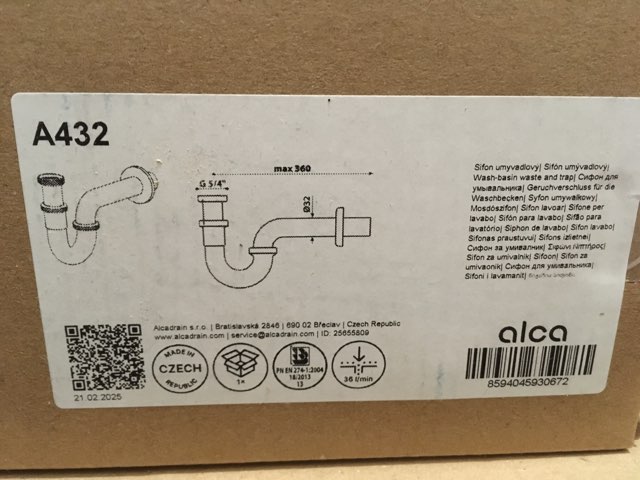 A432
max 360
G 5/4"
Ø32
Sifon umyvadlový| Sifón umývadlový|
Wash-basin waste and trap| Сифон для
умывальника| Geruchverschluss für die
Waschbecken| Syfon umywalkowy|
Mosdószifon| Sifon lavoar| Sifone per
lavabo| Sifón para lavabo| Sifão para
lavatório| Siphon de lavabo| Sifon lavabo|
Sifonas praustuvui| Sifons izlietnei|
Сифон за умивалник| Σιφώνι Νιπτήρος|
Sifon za umivalnik| Sifoon| Sifon za
umivaonik| Сифон для умивальника|
Sifoni i lavamanit|
Alcadrain s.r.o. | Bratislavská 2846 | 690 02 Břeclav | Czech Republic
www.alcadrain.com | service@alcadrain.com | ID: 25655809
alca
MADE IN
CZECH
REPUBLIC
1×
PN EN 274-1:2004
18/2013
13
36 l/min
8594045930672
21.02.2025